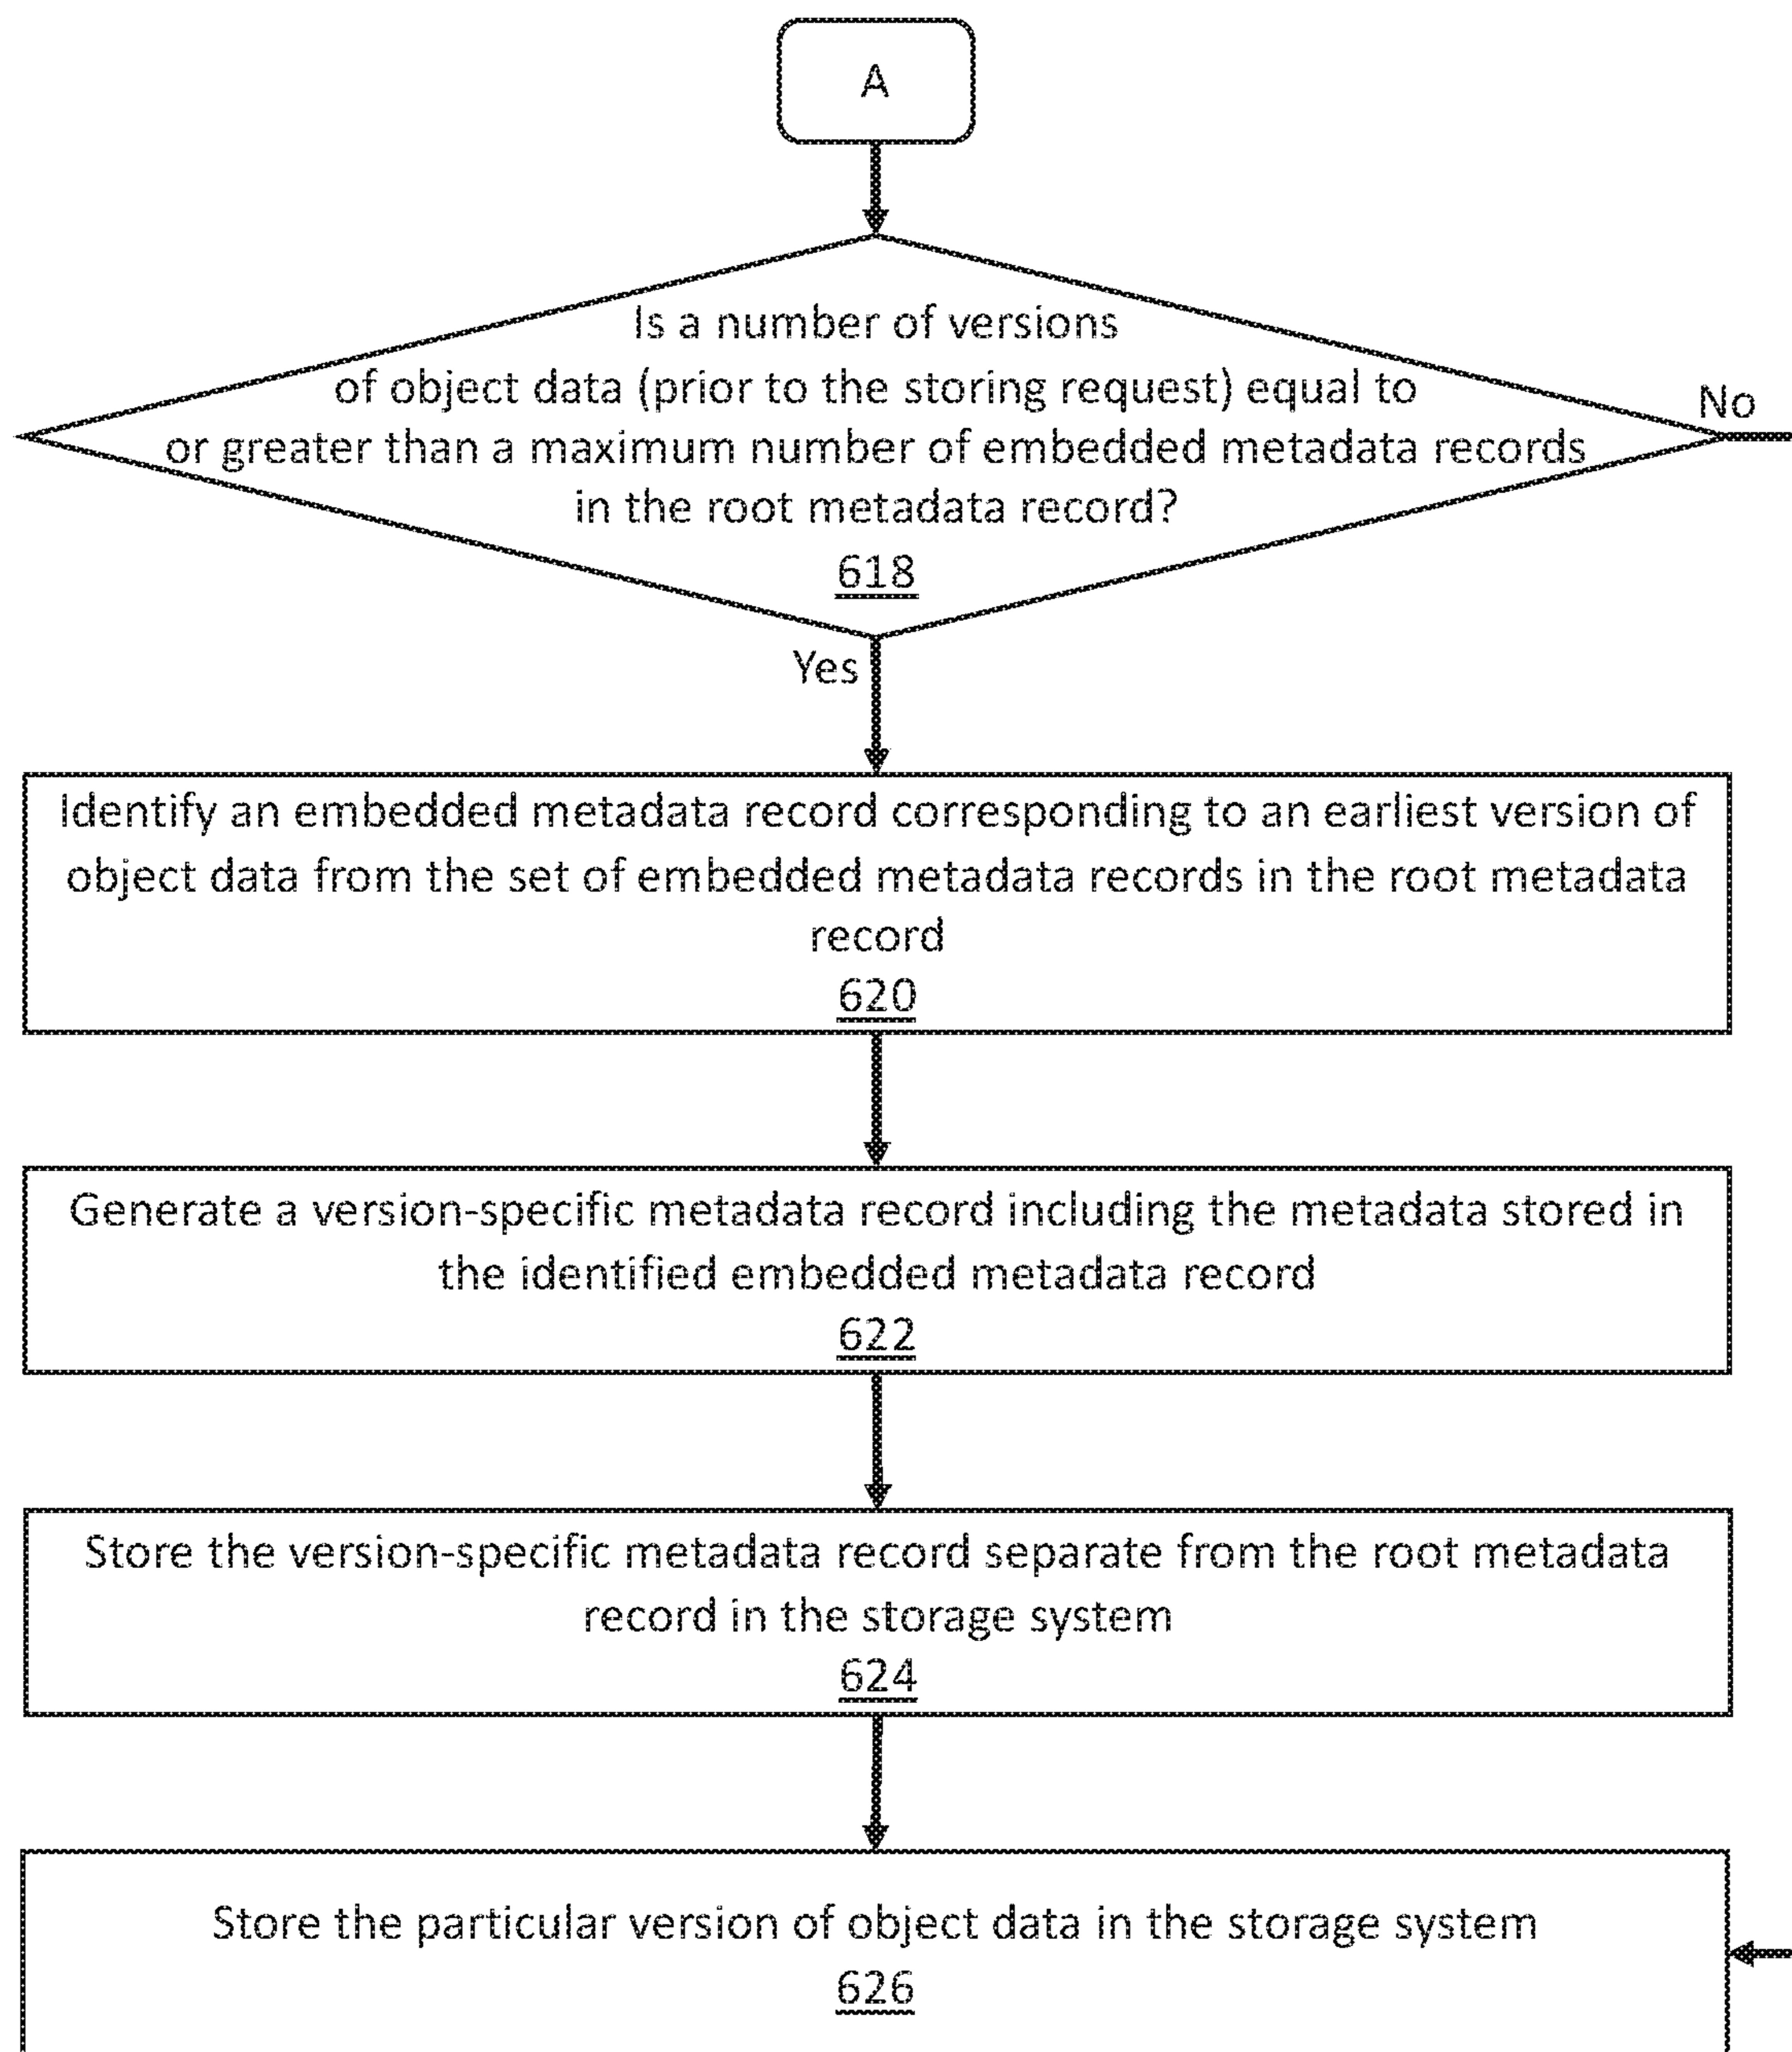 A
Is a number of versions
of object data (prior to the storing request) equal to
or greater than a maximum number of embedded metadata records
in the root metadata record?
618
No
Yes
Identify an embedded metadata record corresponding to an earliest version of
object data from the set of embedded metadata records in the root metadata
record
620
Generate a version-specific metadata record including the metadata stored in
the identified embedded metadata record
622
Store the version-specific metadata record separate from the root metadata
record in the storage system
624
Store the particular version of object data in the storage system
626